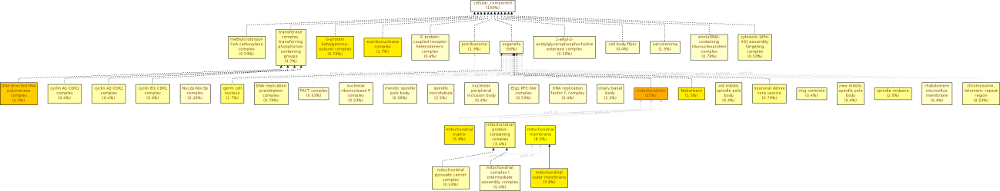 cellular_component
(100%)
methylcrotonoyl-
CoA carboxylase
complex
(0.53%)
transferase
complex,
transferring
phosphorus-
containing
groups
(3.7%)
G-protein
beta/gamma-
subunit complex
(0.79%)
exoribonuclease
complex
(1.7%)
G protein-
coupled receptor
heterodimeric
complex
(0.4%)
preribosome
(1.3%)
organelle
(56%)
1-alkyl-2-
acetylglycerophosphocholine
esterase complex
(0.26%)
cell body fiber
(0.4%)
sarcolemma
(1.5%)
sno(s)RNA-
containing
ribonucleoprotein
complex
(0.79%)
cytosolic [4Fe-
4S] assembly
targeting
complex
(0.53%)
DNA-directed RNA
polymerase
complex
(2.0%)
cyclin A1-CDK1
complex
(0.4%)
cyclin A2-CDK1
complex
(0.4%)
cyclin B1-CDK1
complex
(0.4%)
Noc2p-Noc3p
complex
(0.26%)
germ cell
nucleus
(1.7%)
DNA replication
preinitiation
complex
(0.79%)
FACT complex
(0.53%)
nucleolar
ribonuclease P
complex
(0.53%)
meiotic spindle
pole body
(0.66%)
spindle
microtubule
(2.5%)
nucleolar
peripheral
inclusion body
(0.4%)
Elg1 RFC-like
complex
(0.53%)
DNA replication
factor C complex
(0.4%)
ciliary basal
body
(2.2%)
mitochondrion
(15%)
Nebenkern
(1.5%)
old mitotic
spindle pole
body
(0.4%)
neuronal dense
core vesicle
(0.79%)
ring centriole
(0.4%)
new mitotic
spindle pole
body
(0.4%)
spindle midzone
(2.0%)
rhabdomere
microvillus
membrane
(0.4%)
chromosome,
telomeric repeat
region
(0.53%)
mitochondrial
matrix
(5.8%)
mitochondrial
protein-
containing
complex
(3.4%)
mitochondrial
membrane
(6.5%)
mitochondrial
pyruvate carrier
complex
(0.53%)
mitochondrial
complex I
intermediate
assembly complex
(0.4%)
mitochondrial
outer membrane
(3.8%)